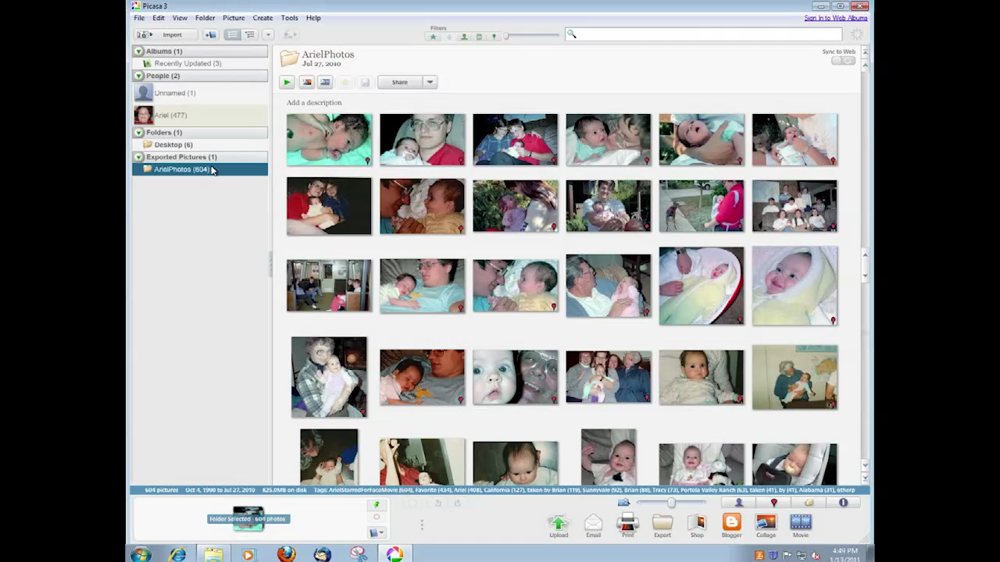 Picasa 3
File Edit View Folder Picture Create Tools Help
Sign in to Web Albums
Import
Filters
Albums (1)
Recently Updated (3)
People (2)
Unnamed (1)
Ariel (477)
Folders (1)
Desktop (6)
Exported Pictures (1)
ArielPhotos (604)
ArielPhotos
Jul 27, 2010
Sync to Web
Share
Add a description
604 pictures Oct 4, 1990 to Jul 27, 2010 825.0MB on disk Tags: ArielStarredForFaceMovie (604), Favorite (434), Ariel (408), California (127), taken by Brian (119), Sunnyvale (92), Brian (88), Tracy (73), Portola Valley Ranch (63), taken (41), by (41), Alabama (31), otherp
Folder Selected - 604 photos
Upload Email Print Export Shop Blogger Collage Movie
4:49 PM
1/13/2011